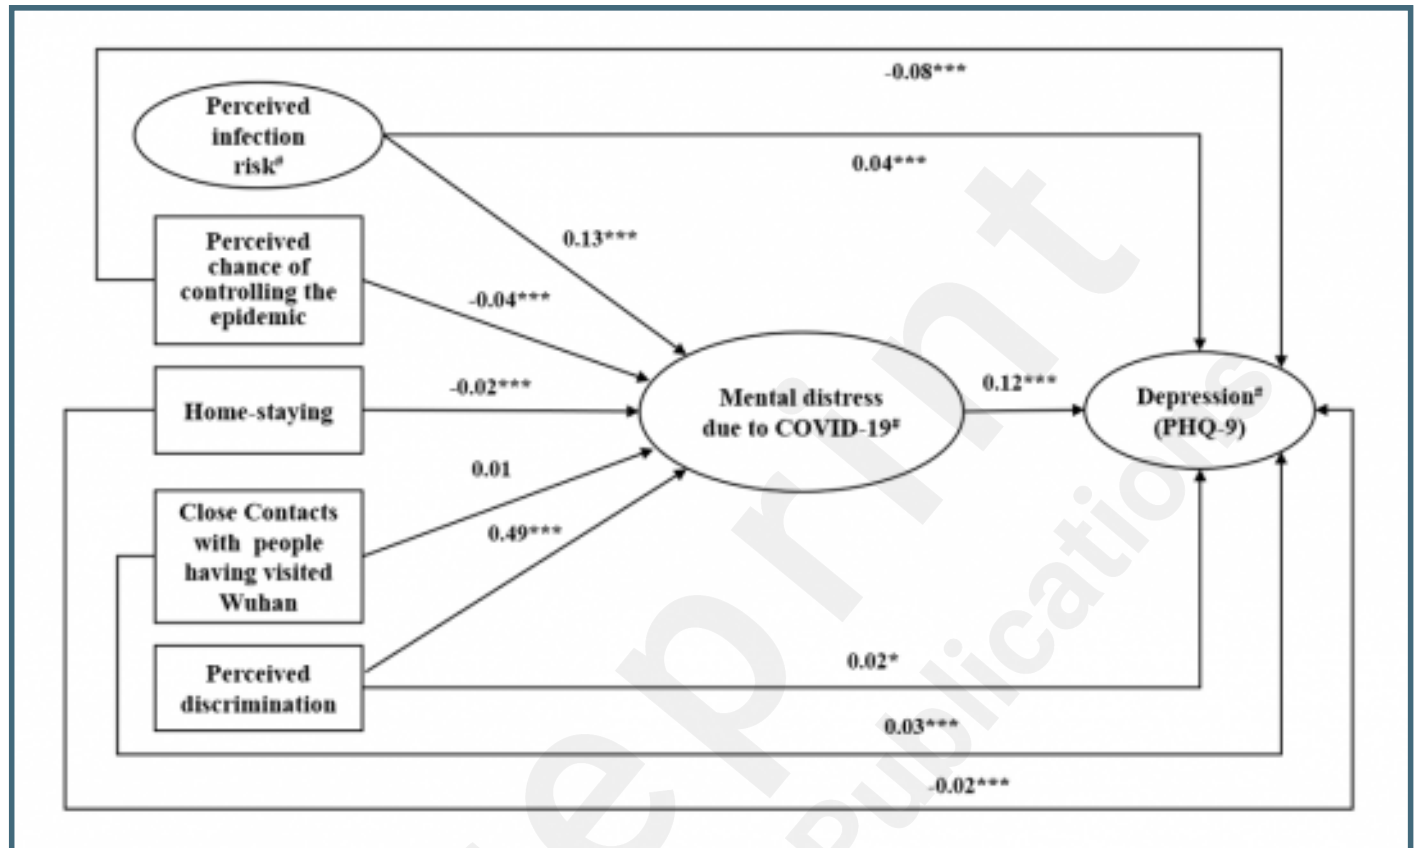 -0.08***
Perceived
infection
risk#
0.04***
0.13***
Perceived
chance of
controlling the
epidemic
-0.04***
Home-staying
-0.02***
Mental distress
due to COVID-19#
0.12***
Depression#
(PHQ-9)
Close Contacts
with people
having visited
Wuhan
0.01
0.49***
Perceived
discrimination
0.02*
0.03***
-0.02***
eprint
Publications